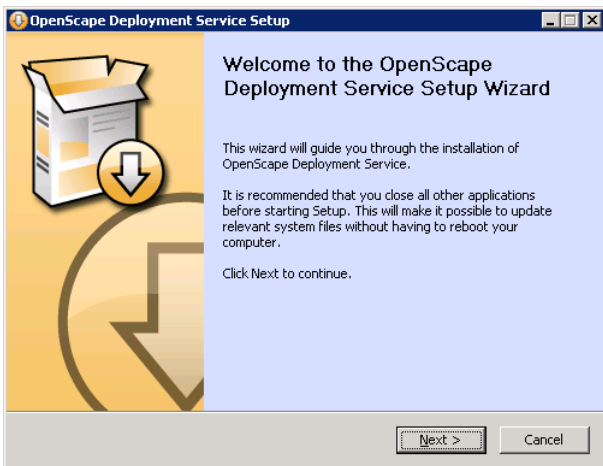 OpenScape Deployment Service Setup
Welcome to the OpenScape
Deployment Service Setup Wizard
This wizard will guide you through the installation of
OpenScape Deployment Service.
It is recommended that you close all other applications
before starting Setup. This will make it possible to update
relevant system files without having to reboot your
computer.
Click Next to continue.
Next >
Cancel